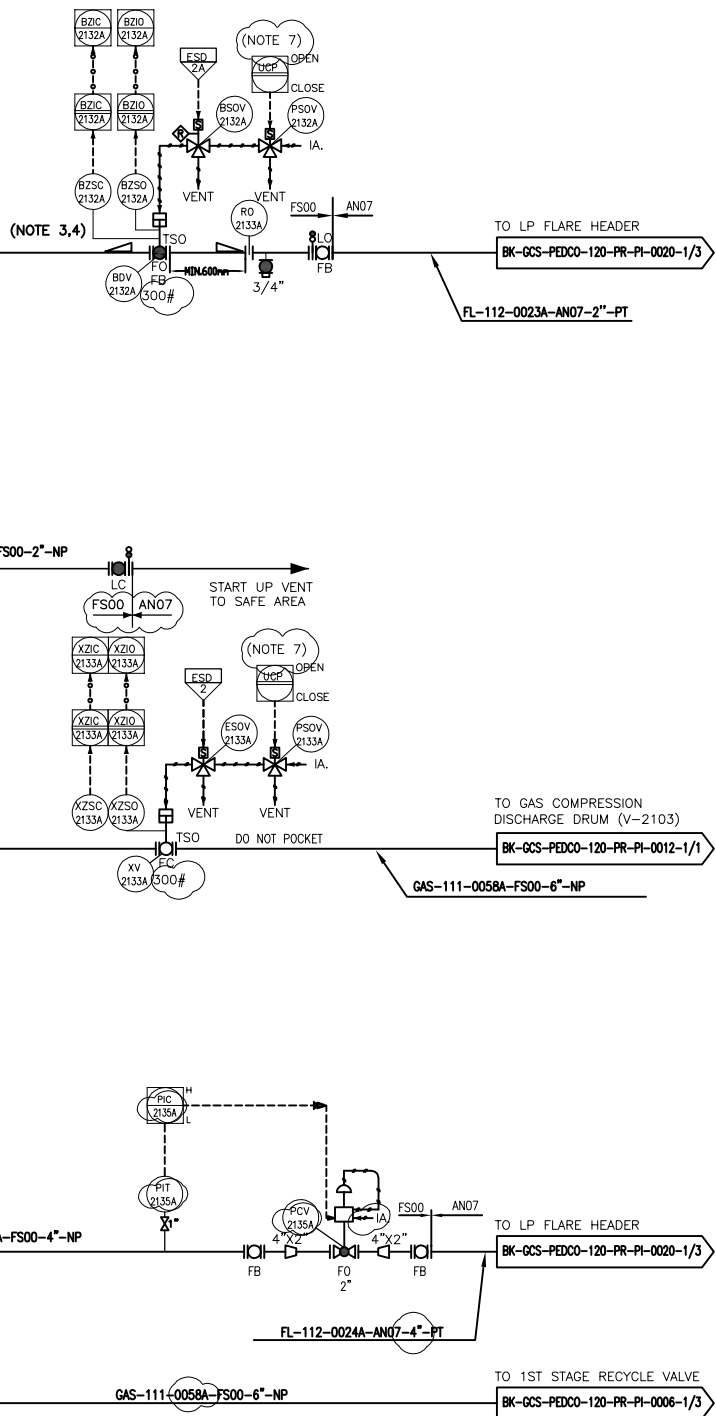 BZIC 2132A
BZIO 2132A
(NOTE 7)
ESD 2A
UCP
OPEN
CLOSE
BZIC 2132A
BZIO 2132A
BSOV 2132A
PSOV 2132A
R
S
S
IA.
BZSC 2132A
BZSO 2132A
VENT
VENT
RO 2133A
FS00
AN07
(NOTE 3,4)
TSO
LO
TO LP FLARE HEADER
BK-GCS-PEDCO-120-PR-PI-0020-1/3
BDV 2132A
FO
FB
300#
MIN.600mm
3/4"
FB
FL-112-0023A-AN07-2"-PT
FS00-2"-NP
LC
START UP VENT
TO SAFE AREA
FS00
AN07
(NOTE 7)
XZIC 2133A
XZIO 2133A
ESD 2
UCP
OPEN
CLOSE
XZIC 2133A
XZIO 2133A
ESOV 2133A
PSOV 2133A
S
S
IA.
XZSC 2133A
XZSO 2133A
VENT
VENT
TSO
DO NOT POCKET
TO GAS COMPRESSION
DISCHARGE DRUM (V-2103)
BK-GCS-PEDCO-120-PR-PI-0012-1/1
XV 2133A
FC
300#
GAS-111-0058A-FS00-6"-NP
PIC 2135A
H
L
PIT 2135A
1"
PCV 2135A
IA.
FS00
AN07
A-FS00-4"-NP
4"X2"
4"X2"
TO LP FLARE HEADER
BK-GCS-PEDCO-120-PR-PI-0020-1/3
FB
FO
2"
FB
FL-112-0024A-AN07-4"-PT
TO 1ST STAGE RECYCLE VALVE
GAS-111-0058A-FS00-6"-NP
BK-GCS-PEDCO-120-PR-PI-0006-1/3